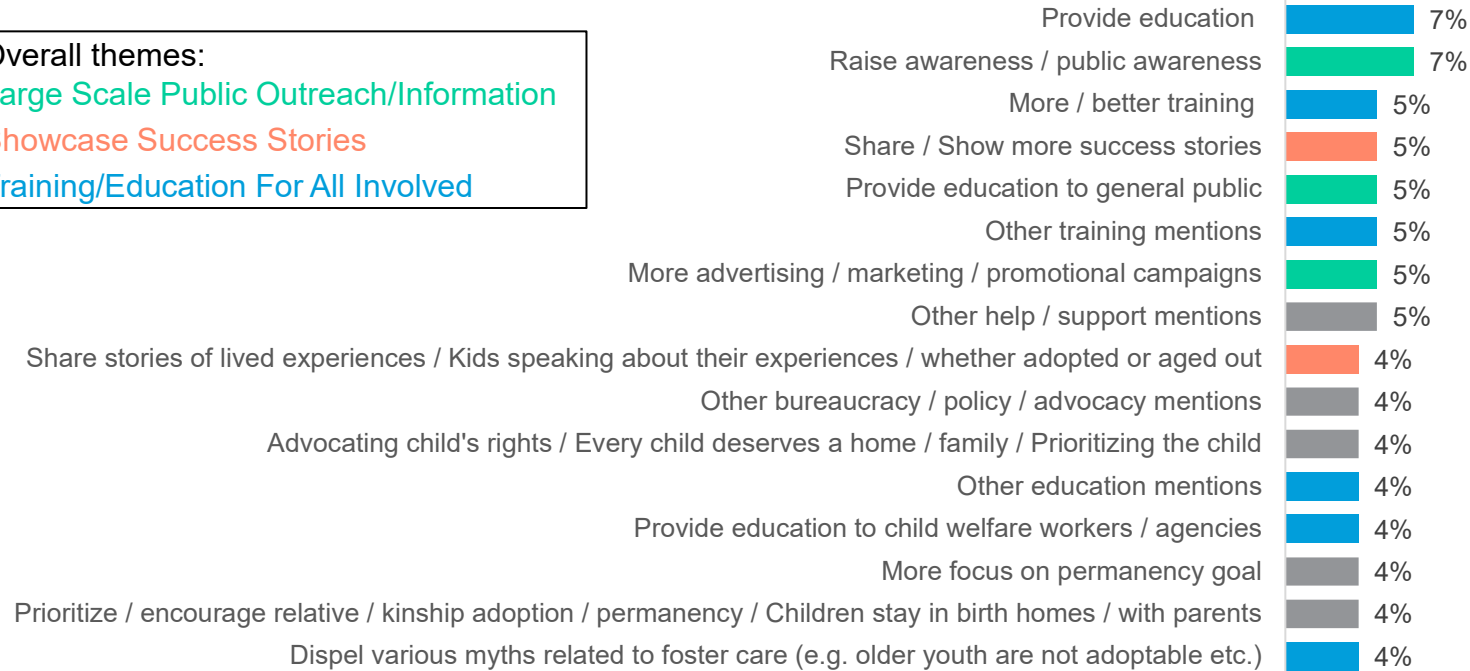 Overall themes:
arge Scale Public Outreach/Information
howcase Success Stories
raining/Education For All Involved
Provide education 7%
Raise awareness / public awareness 7%
More / better training 5%
Share / Show more success stories 5%
Provide education to general public 5%
Other training mentions 5%
More advertising / marketing / promotional campaigns 5%
Other help / support mentions 5%
Share stories of lived experiences / Kids speaking about their experiences / whether adopted or aged out 4%
Other bureaucracy / policy / advocacy mentions 4%
Advocating child's rights / Every child deserves a home / family / Prioritizing the child 4%
Other education mentions 4%
Provide education to child welfare workers / agencies 4%
More focus on permanency goal 4%
Prioritize / encourage relative / kinship adoption / permanency / Children stay in birth homes / with parents 4%
Dispel various myths related to foster care (e.g. older youth are not adoptable etc.) 4%